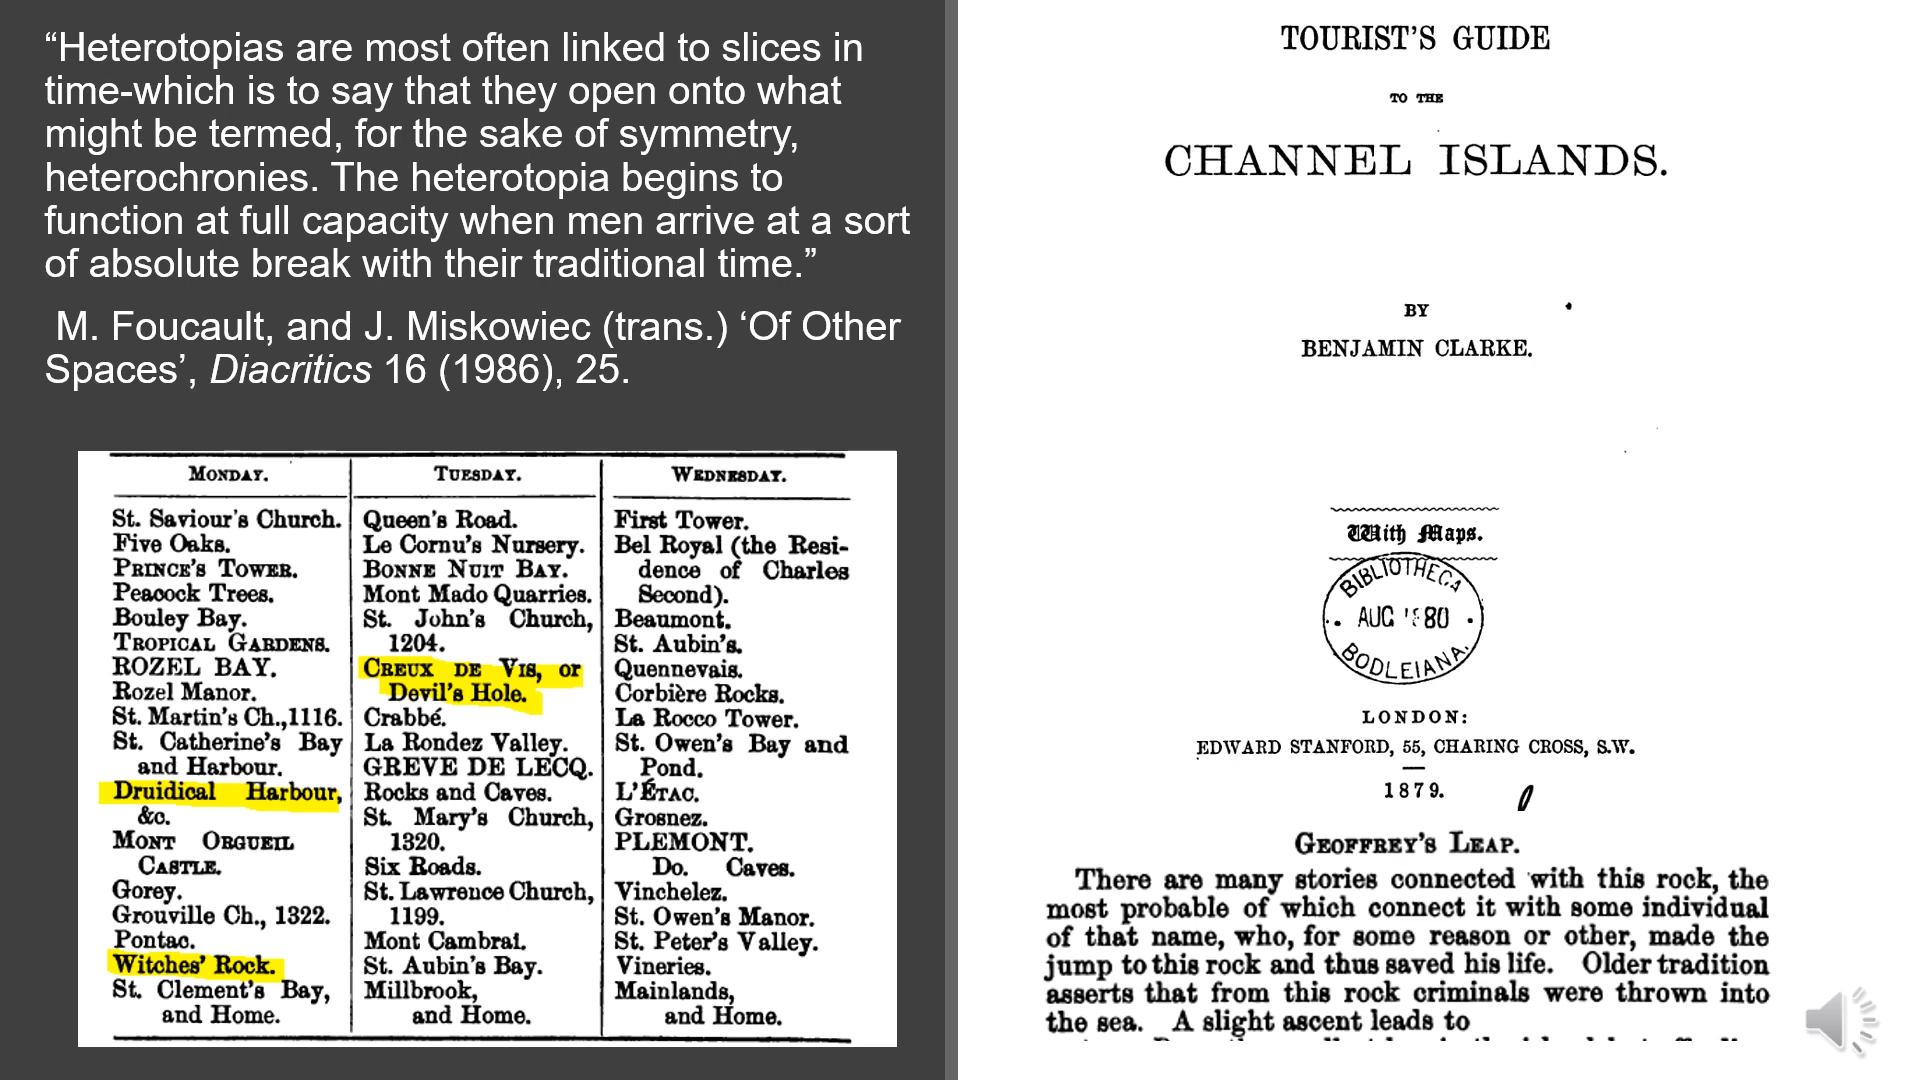 “Heterotopias are most often linked to slices in
time-which is to say that they open onto what
might be termed, for the sake of symmetry,
heterochronies. The heterotopia begins to
function at full capacity when men arrive at a sort
of absolute break with their traditional time.”
M. Foucault, and J. Miskowiec (trans.) ‘Of Other
Spaces’, Diacritics 16 (1986), 25.
MONDAY.
St. Saviour's Church.
Five Oaks.
PRINCE'S TOWER.
Peacock Trees.
Bouley Bay.
TROPICAL GARDENS.
ROZEL BAY.
Rozel Manor.
St. Martin's Ch.,1116.
St. Catherine's Bay
and Harbour.
Druidical Harbour,
&c.
MONT ORGUEIL
CASTLE.
Gorey.
Grouville Ch., 1322.
Pontac.
Witches' Rock.
St. Clement's Bay,
and Home.
TUESDAY.
Queen's Road.
Le Cornu's Nursery.
BONNE NUIT BAY.
Mont Mado Quarries.
St. John's Church,
1204.
CREUX DE VIS, or
Devil's Hole.
Crabbé.
La Rondez Valley.
GREVE DE LECQ.
Rocks and Caves.
St. Mary's Church,
1320.
Six Roads.
St. Lawrence Church,
1199.
Mont Cambrai.
St. Aubin's Bay.
Millbrook,
and Home.
WEDNESDAY.
First Tower.
Bel Royal (the Resi-
dence of Charles
Second).
Beaumont.
St. Aubin's.
Quennevais.
Corbière Rocks.
La Rocco Tower.
St. Owen's Bay and
Pond.
L'ÉTAC.
Grosnez.
PLEMONT.
Do. Caves.
Vinchelez.
St. Owen's Manor.
St. Peter's Valley.
Vineries.
Mainlands,
and Home.
TOURIST'S GUIDE
TO THE
CHANNEL ISLANDS.
BY
BENJAMIN CLARKE.
With Maps.
BIBLIOTHECA
AUG 80
BODLEIANA
LONDON:
EDWARD STANFORD, 55, CHARING CROSS, S.W.
1879.
GEOFFREY'S LEAP.
There are many stories connected with this rock, the
most probable of which connect it with some individual
of that name, who, for some reason or other, made the
jump to this rock and thus saved his life. Older tradition
asserts that from this rock criminals were thrown into
the sea. A slight ascent leads to